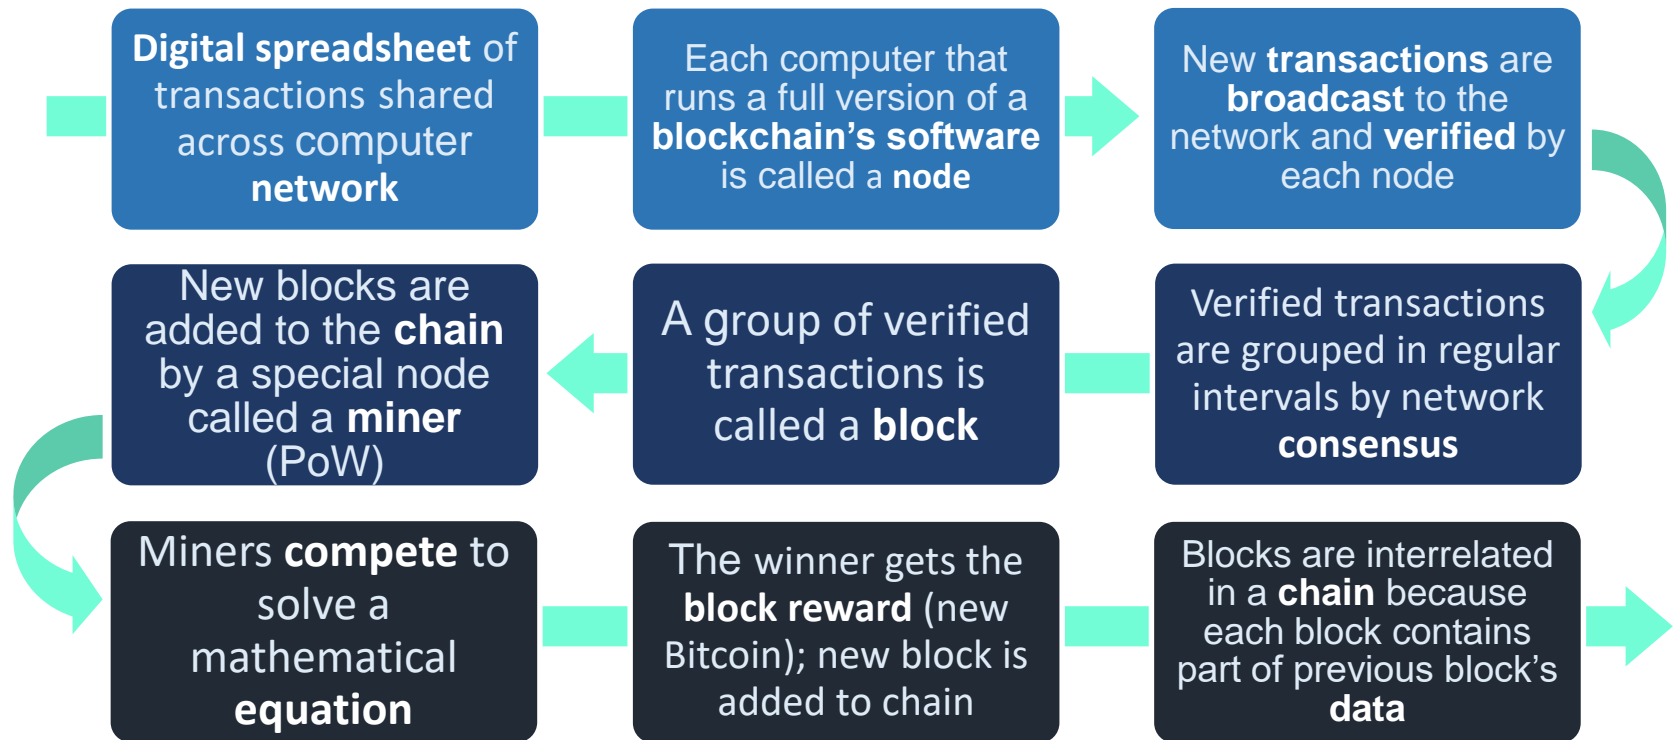 Digital spreadsheet of
transactions shared
across computer
network
Each computer that
runs a full version of a
blockchain’s software
is called a node
New transactions are
broadcast to the
network and verified by
each node
Verified transactions
are grouped in regular
intervals by network
consensus
A group of verified
transactions is
called a block
New blocks are
added to the chain
by a special node
called a miner
(PoW)
Miners compete to
solve a
mathematical
equation
The winner gets the
block reward (new
Bitcoin); new block is
added to chain
Blocks are interrelated
in a chain because
each block contains
part of previous block’s
data